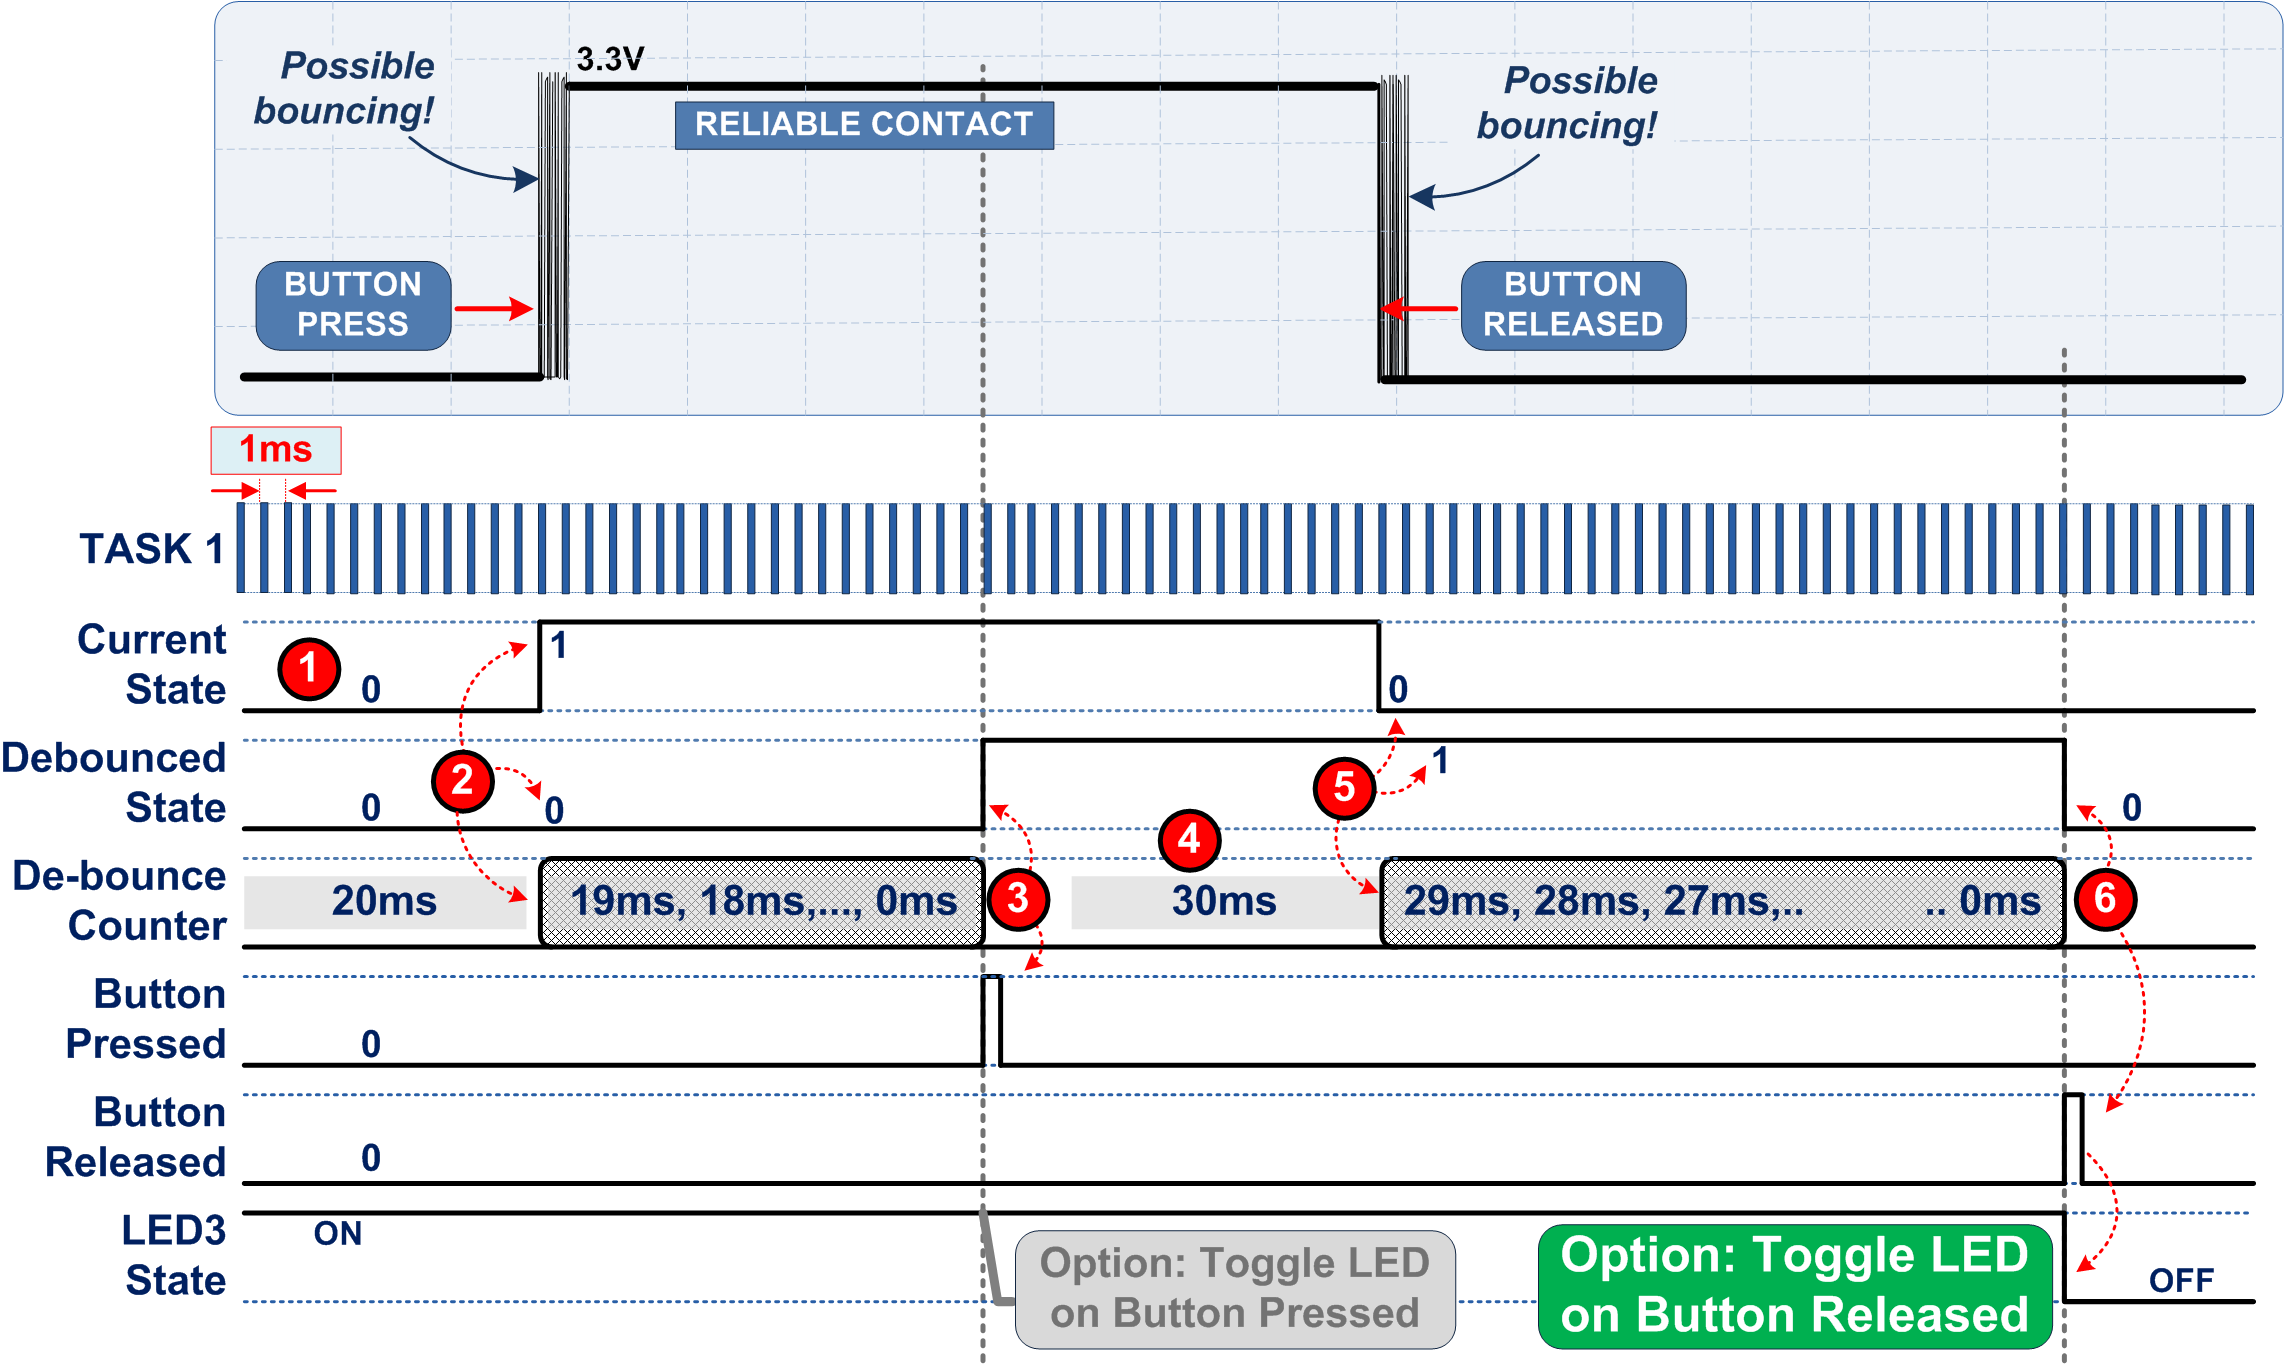 Possible
bouncing!
3.3V
RELIABLE CONTACT
Possible
bouncing!
BUTTON
PRESS
BUTTON
RELEASED
1ms
TASK 1
Current
State
1
0
1
0
Debounced
State
0
2
0
5
1
0
De-bounce
Counter
20ms
19ms, 18ms,..., 0ms
3
4
30ms
29ms, 28ms, 27ms,..
.. 0ms
6
Button
Pressed
0
Button
Released
0
LED3
State
ON
Option: Toggle LED
on Button Pressed
Option: Toggle LED
on Button Released
OFF